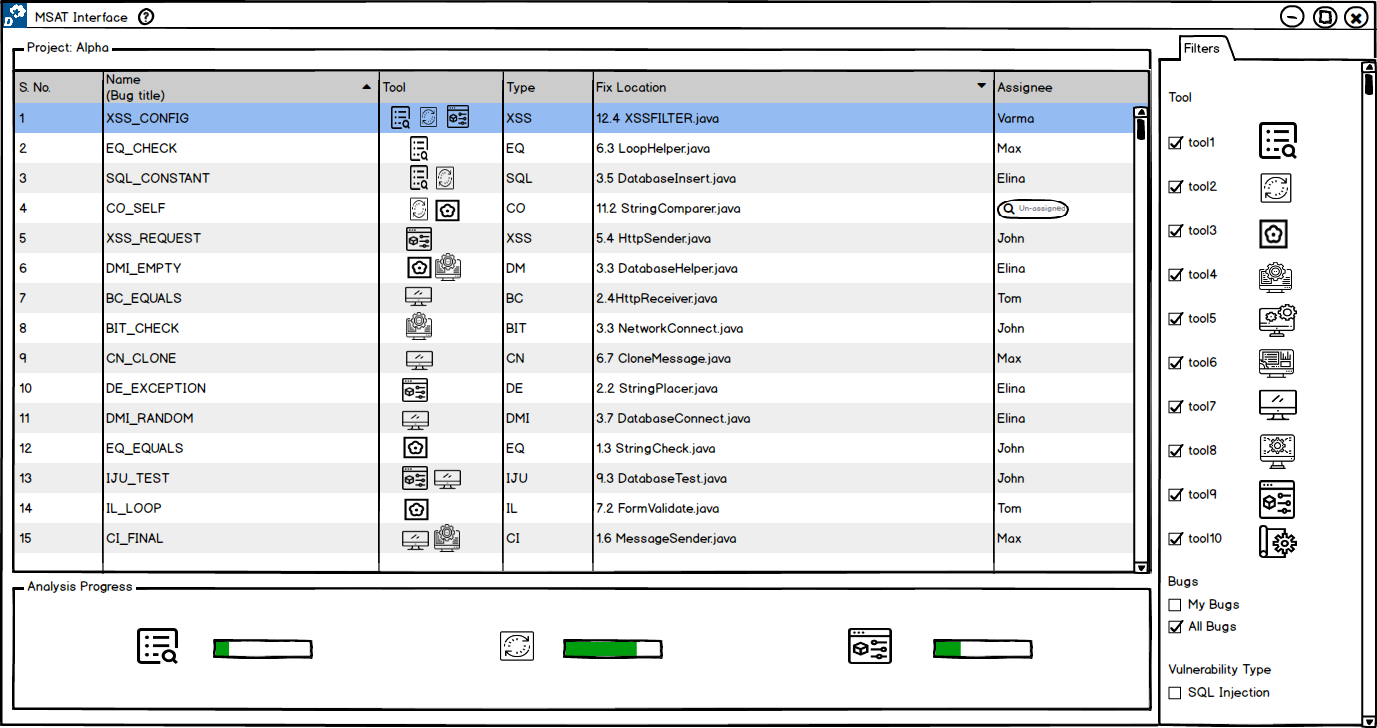 MSAT Interface ?
Project: Alpha
S. No. Name (Bug title) Tool Type Fix Location Assignee
1 XSS_CONFIG XSS 12.4 XSSFILTER.java Varma
2 EQ_CHECK EQ 6.3 LoopHelper.java Max
3 SQL_CONSTANT SQL 3.5 DatabaseInsert.java Elina
4 CO_SELF CO 11.2 StringComparer.java Un-assigned
5 XSS_REQUEST XSS 5.4 HttpSender.java John
6 DMI_EMPTY DM 3.3 DatabaseHelper.java Elina
7 BC_EQUALS BC 2.4HttpReceiver.java Tom
8 BIT_CHECK BIT 3.3 NetworkConnect.java John
9 CN_CLONE CN 6.7 CloneMessage.java Max
10 DE_EXCEPTION DE 2.2 StringPlacer.java Elina
11 DMI_RANDOM DMI 3.7 DatabaseConnect.java Elina
12 EQ_EQUALS EQ 1.3 StringCheck.java John
13 IJU_TEST IJU 9.3 DatabaseTest.java John
14 IL_LOOP IL 7.2 FormValidate.java Tom
15 CI_FINAL CI 1.6 MessageSender.java Max
Analysis Progress
Filters
Tool
tool1
tool2
tool3
tool4
tool5
tool6
tool7
tool8
tool9
tool10
Bugs
My Bugs
All Bugs
Vulnerability Type
SQL Injection